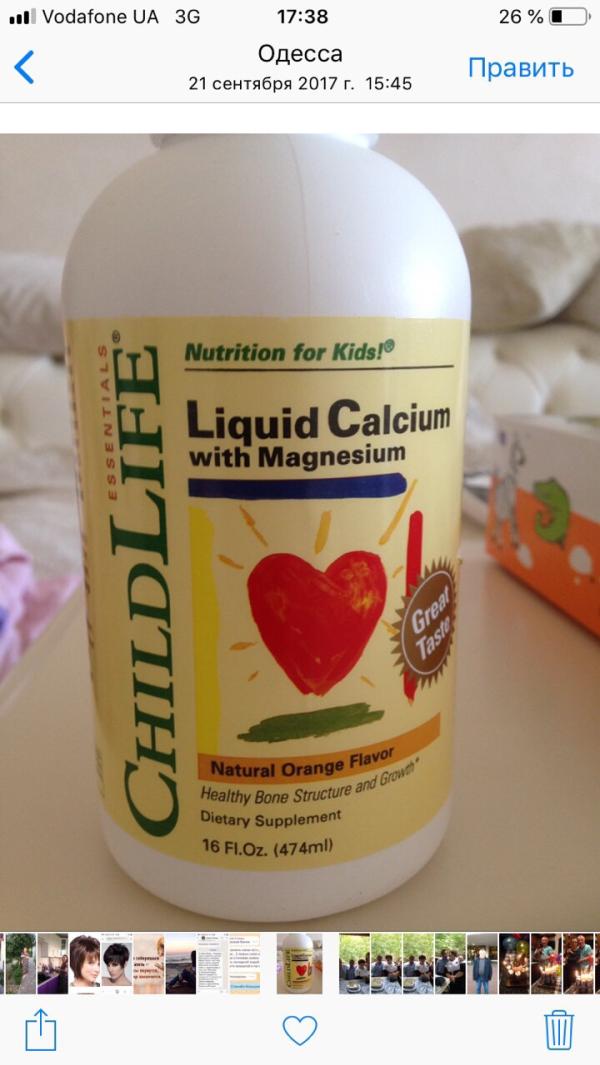 Vodafone UA 3G 17:38 26 %
Одесса
21 сентября 2017 г. 15:45
Править
Nutrition for Kids!®
Liquid Calcium
with Magnesium
CHILDLIFE®
ESSENTIALS
Great
Taste
Natural Orange Flavor
Healthy Bone Structure and Growth*
Dietary Supplement
16 Fl.Oz. (474ml)